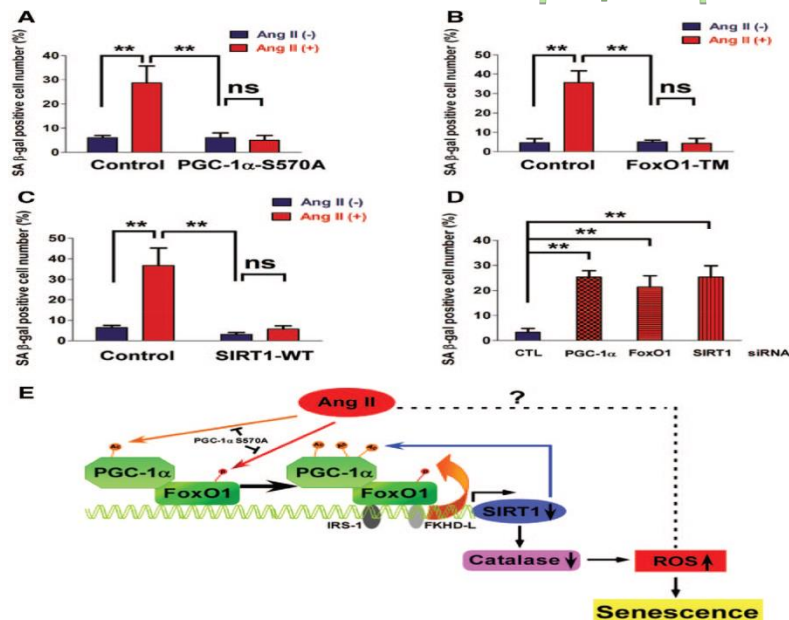 A
Ang II (-)
Ang II (+)
SA β-gal positive cell number (%)
50
40
30
20
10
0
**
**
ns
Control
PGC-1α-S570A
B
Ang II (-)
Ang II (+)
SA β-gal positive cell number (%)
50
40
30
20
10
0
**
**
ns
Control
FoxO1-TM
C
Ang II (-)
Ang II (+)
SA β-gal positive cell number (%)
50
40
30
20
10
0
**
**
ns
Control
SIRT1-WT
D
SA β-gal positive cell number (%)
40
30
20
10
0
**
**
**
CTL PGC-1α FoxO1 SIRT1 siRNA
E
Ang II
?
PGC-1α S570A
PGC-1α
FoxO1
PGC-1α
FoxO1
IRS-1
FKHD-L
SIRT1
Catalase
ROS
Senescence